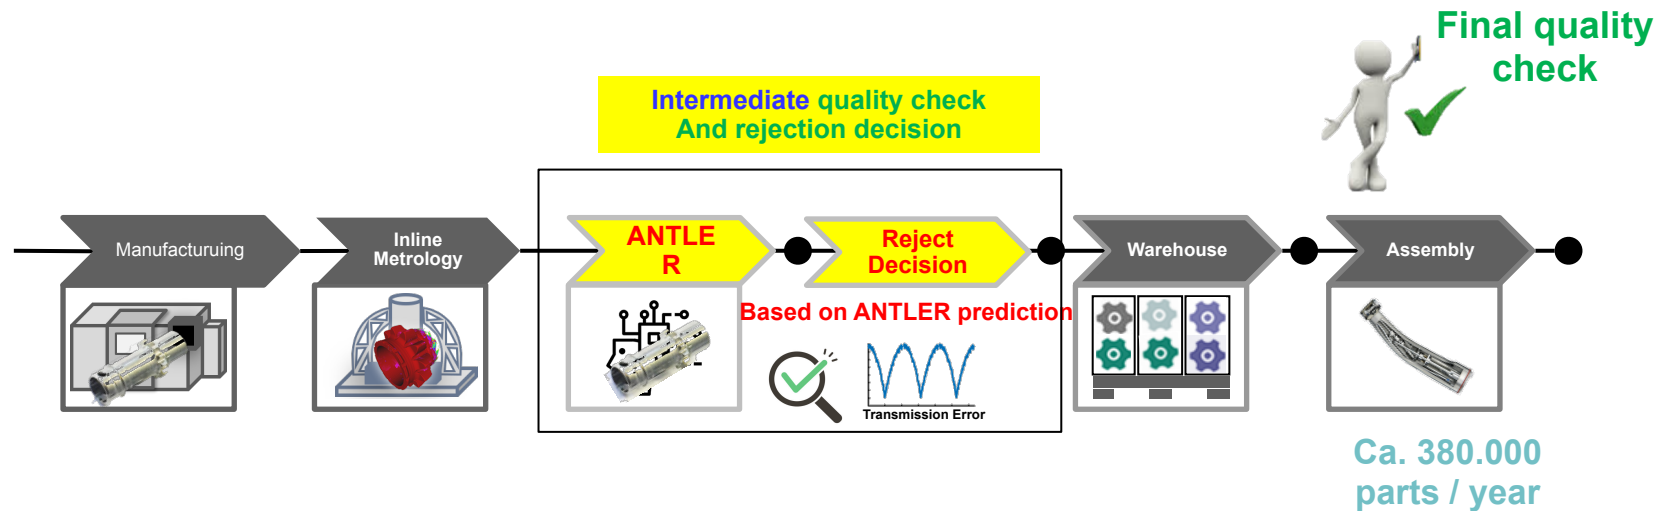 Final quality
check
Intermediate quality check
And rejection decision
Manufacturuing
Inline
Metrology
ANTLE
R
Reject
Decision
Warehouse
Assembly
Based on ANTLER prediction
Transmission Error
Ca. 380.000
parts / year